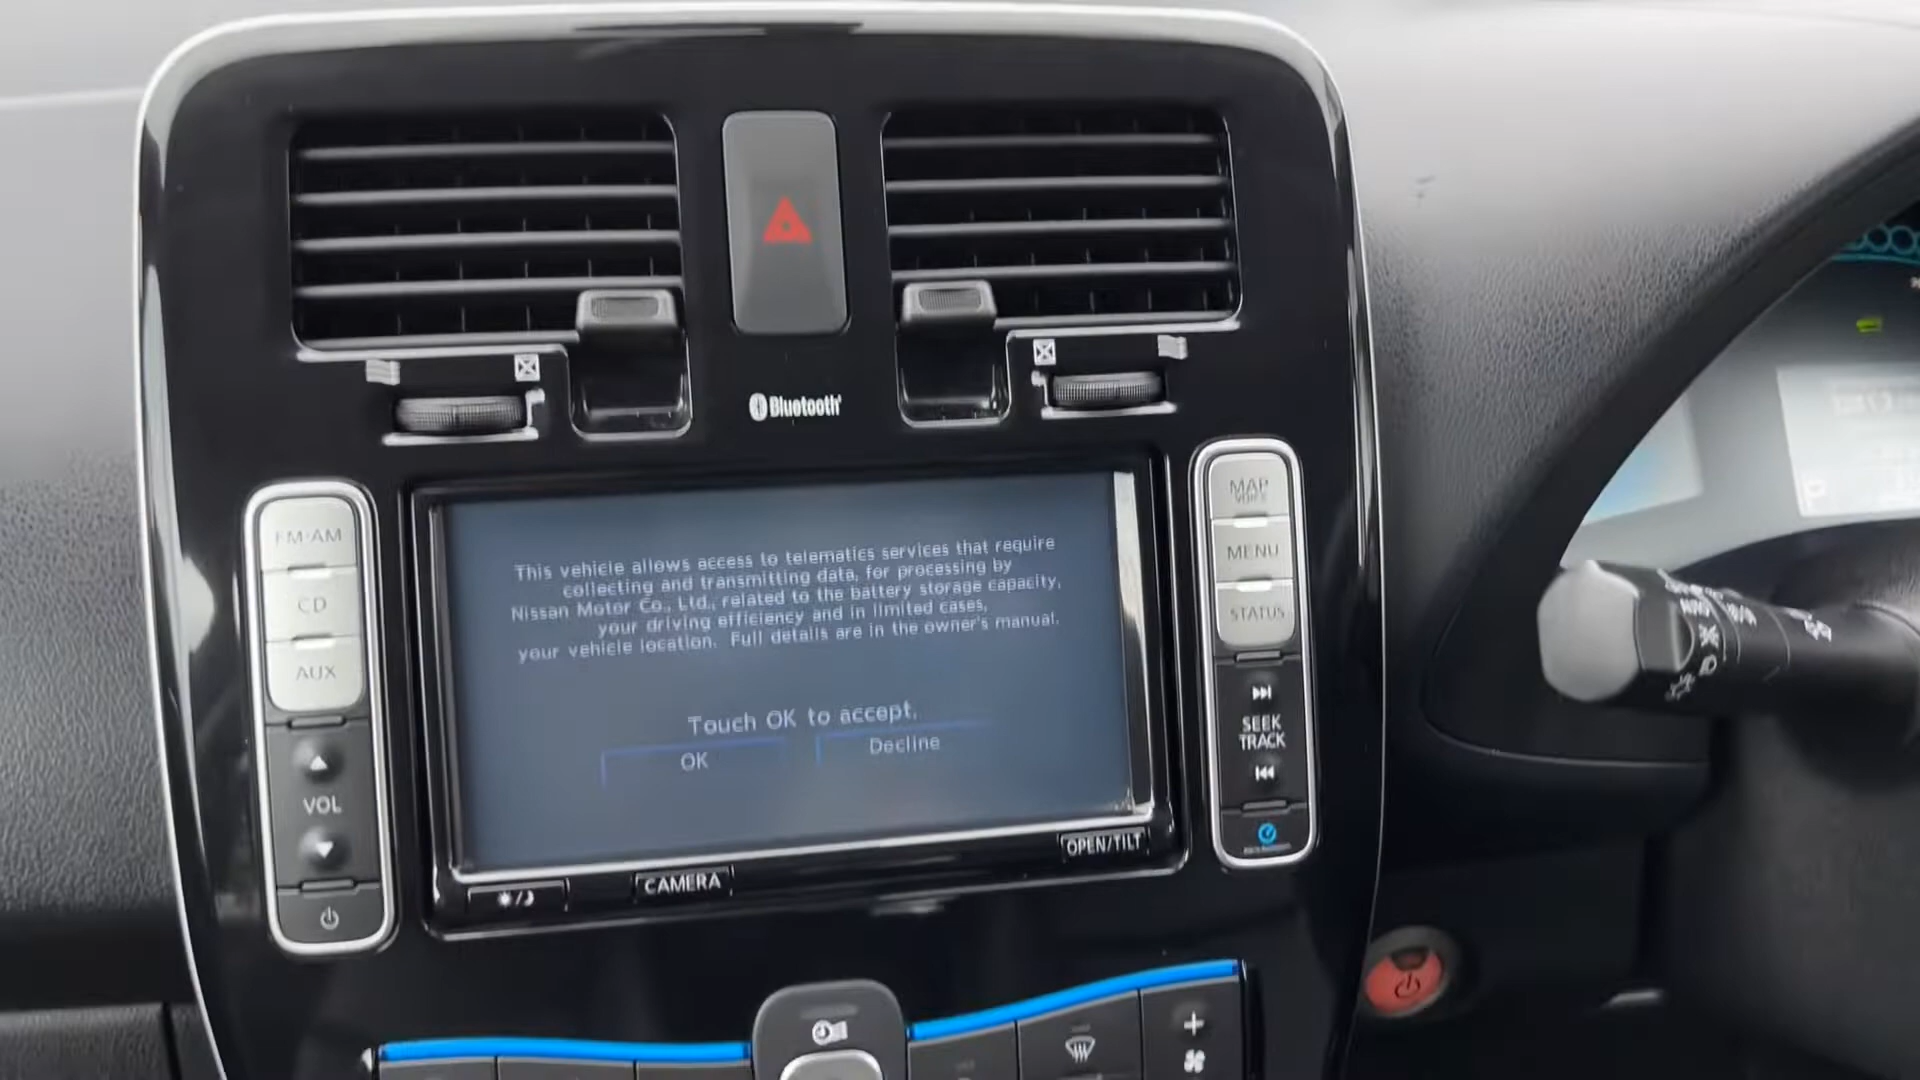 Bluetooth
FM·AM
CD
AUX
VOL
This vehicle allows access to telematics services that require
collecting and transmitting data, for processing by
Nissan Motor Co., Ltd., related to the battery storage capacity,
your driving efficiency and in limited cases,
your vehicle location. Full details are in the owner's manual.
Touch OK to accept.
OK
Decline
CAMERA
OPEN/TILT
MAP
VOICE
MENU
STATUS
SEEK
TRACK